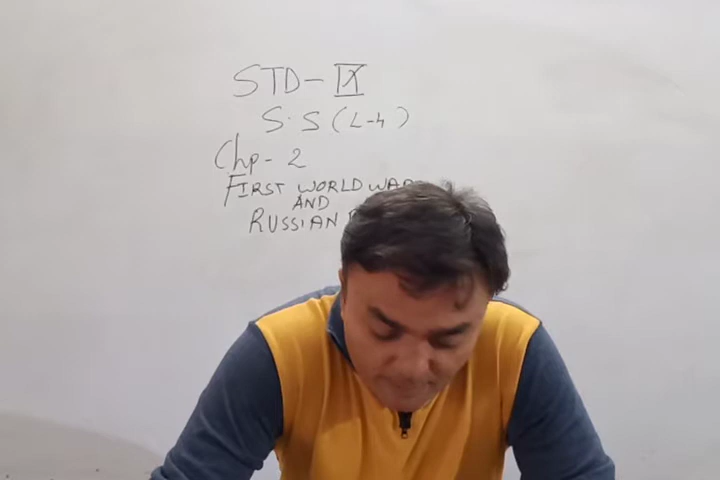 STD - IX
S.S (L-4)
Chp - 2
FIRST WORLD WAR
AND
RUSSIAN